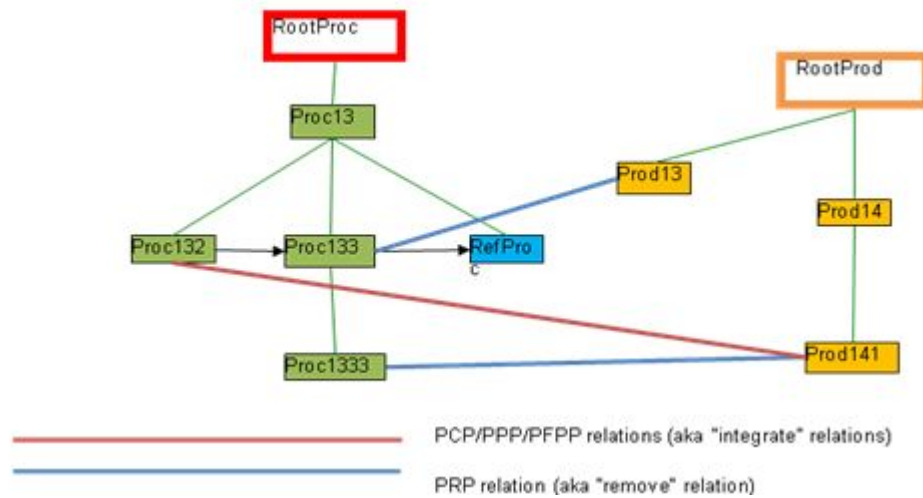 RootProc
RootProd
Proc13
Prod13
Prod14
Proc132
Proc133
RefPro
c
Proc1333
Prod141
PCP/PPP/PFPP relations (aka "integrate" relations)
PRP relation (aka "remove" relation)